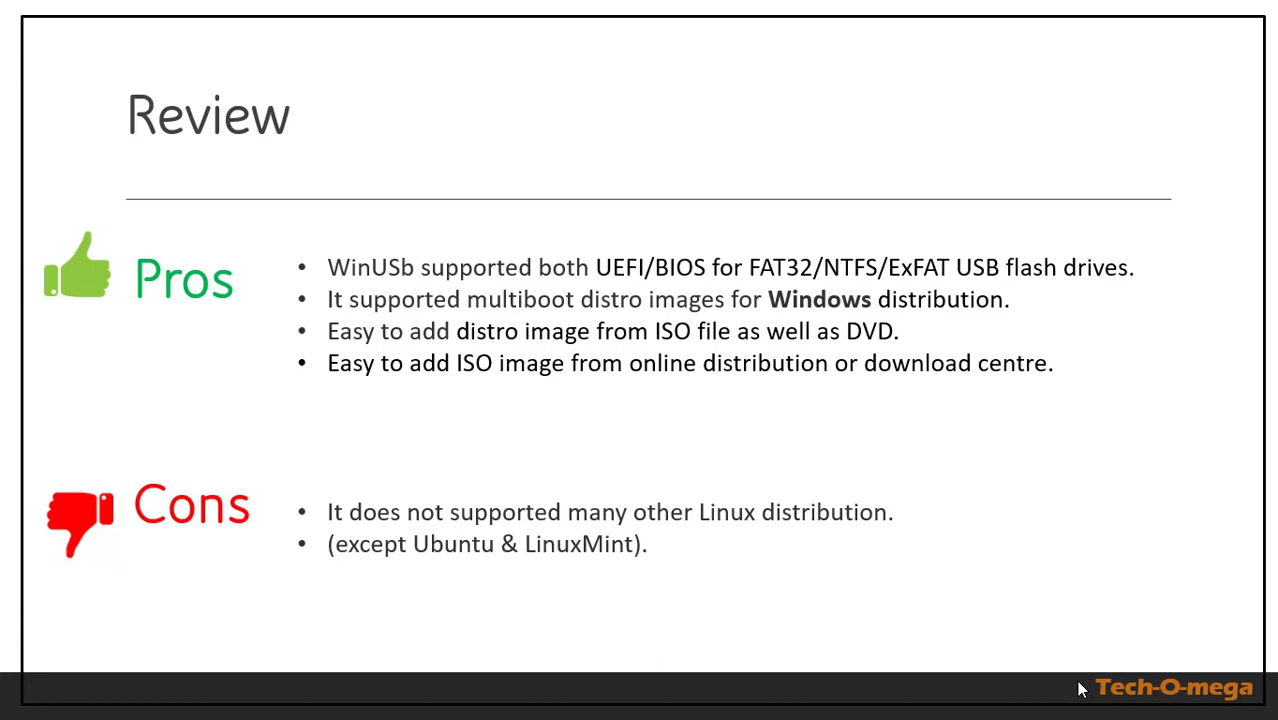 Review
Pros
• WinUSb supported both UEFI/BIOS for FAT32/NTFS/ExFAT USB flash drives.
• It supported multiboot distro images for Windows distribution.
• Easy to add distro image from ISO file as well as DVD.
• Easy to add ISO image from online distribution or download centre.
Cons
• It does not supported many other Linux distribution.
• (except Ubuntu & LinuxMint).
Tech-O-mega